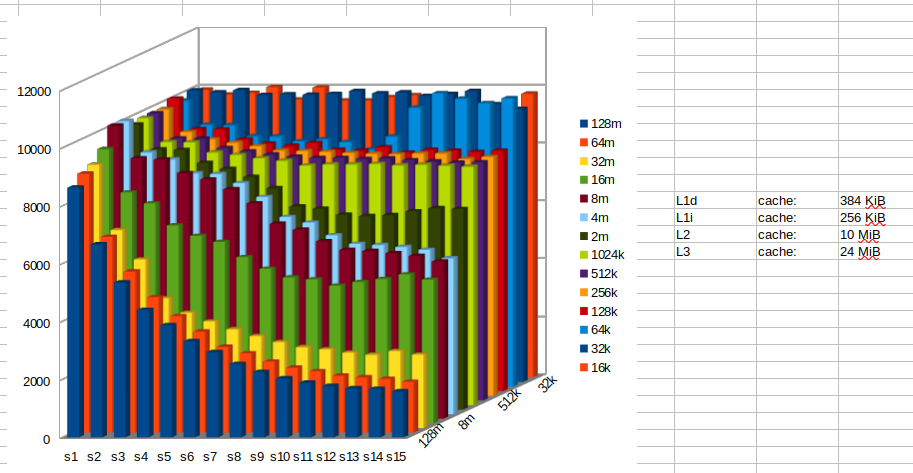 12000
10000
8000
6000
4000
2000
0
s1 s2 s3 s4 s5 s6 s7 s8 s9 s10 s11 s12 s13 s14 s15
128m
8m
512k
32k
128m
64m
32m
16m
8m
4m
2m
1024k
512k
256k
128k
64k
32k
16k
L1d cache: 384 KiB
L1i cache: 256 KiB
L2 cache: 10 MiB
L3 cache: 24 MiB